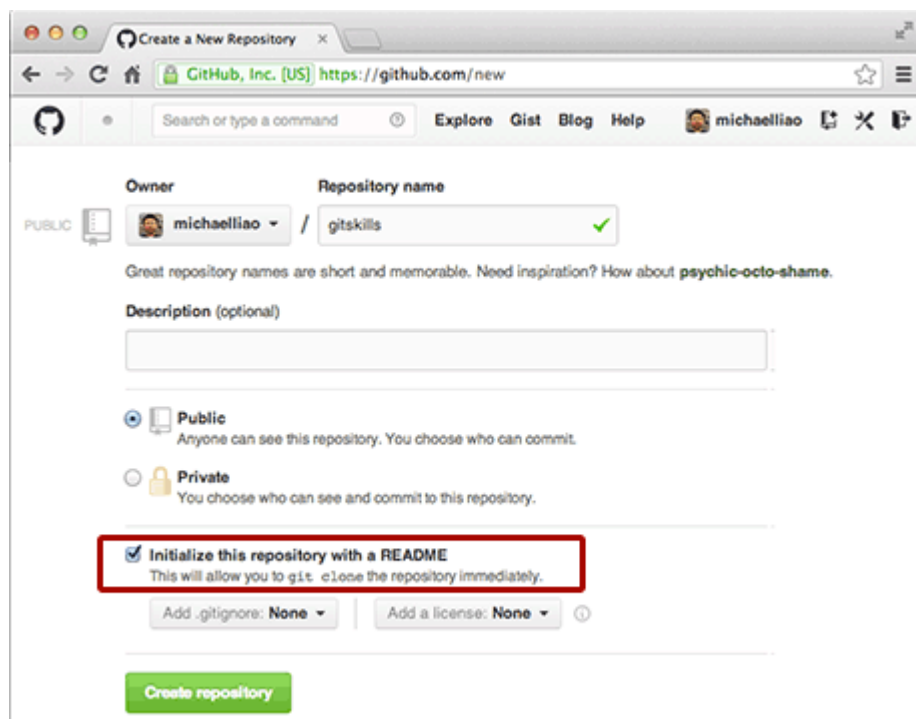 Create a New Repository
GitHub, Inc. [US] https://github.com/new
Search or type a command Explore Gist Blog Help michaelliao
Owner Repository name
PUBLIC michaelliao / gitskills
Great repository names are short and memorable. Need inspiration? How about psychic-octo-shame.
Description (optional)
Public
Anyone can see this repository. You choose who can commit.
Private
You choose who can see and commit to this repository.
Initialize this repository with a README
This will allow you to git clone the repository immediately.
Add .gitignore: None Add a license: None
Create repository